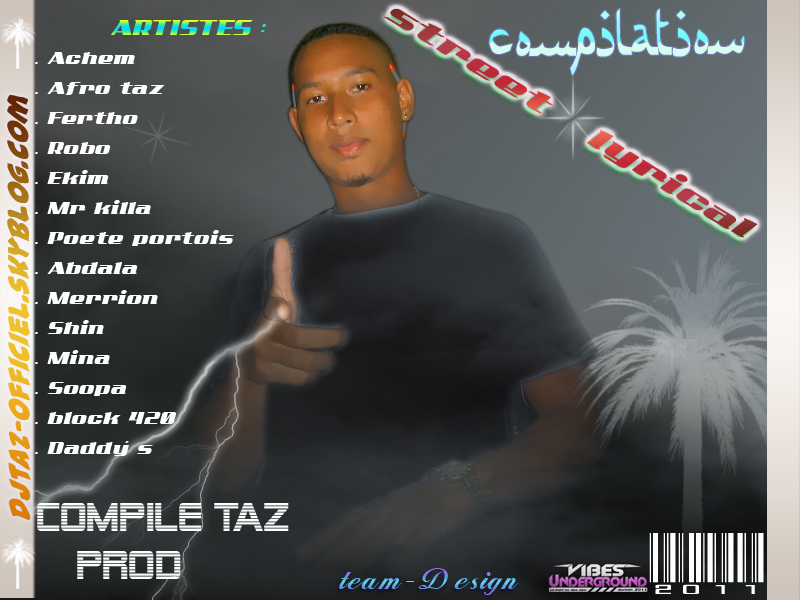 ARTISTES :
. Achem
. Afro taz
. Fertho
. Robo
. Ekim
. Mr killa
. Poete portois
. Abdala
. Merrion
. Shin
. Mina
. Soopa
. block 420
. Daddy s
compilation
street lyrical
DJTAZ-OFFICIEL.SKYBLOG.COM
COMPILE TAZ
PROD
team-Design
VIBES
UNDERGROUND
2011